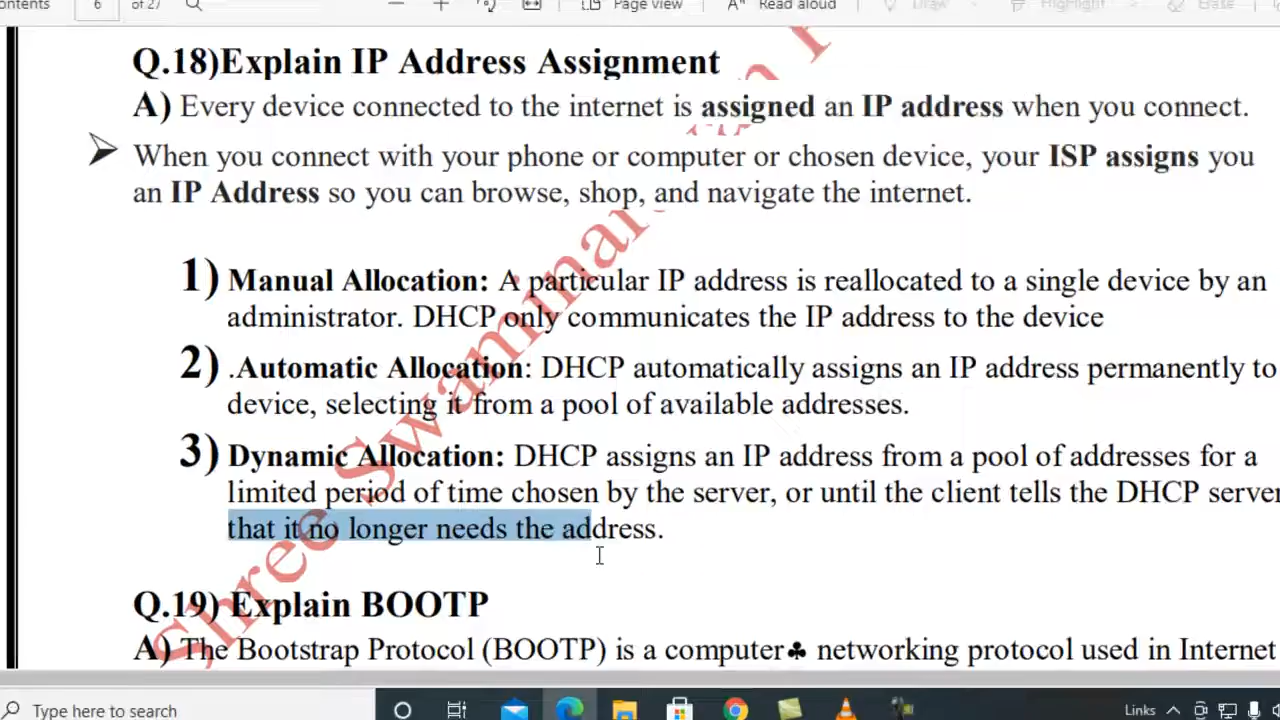 ontents 6 of 27 Page view Read aloud Draw Highlight Erase
Q.18)Explain IP Address Assignment
A) Every device connected to the internet is assigned an IP address when you connect.
➢ When you connect with your phone or computer or chosen device, your ISP assigns you
an IP Address so you can browse, shop, and navigate the internet.
1) Manual Allocation: A particular IP address is reallocated to a single device by an
administrator. DHCP only communicates the IP address to the device
2) .Automatic Allocation: DHCP automatically assigns an IP address permanently to
device, selecting it from a pool of available addresses.
3) Dynamic Allocation: DHCP assigns an IP address from a pool of addresses for a
limited period of time chosen by the server, or until the client tells the DHCP server
that it no longer needs the address.
Q.19) Explain BOOTP
A) The Bootstrap Protocol (BOOTP) is a computer♣ networking protocol used in Internet
Shree Swaminar
Type here to search
Links